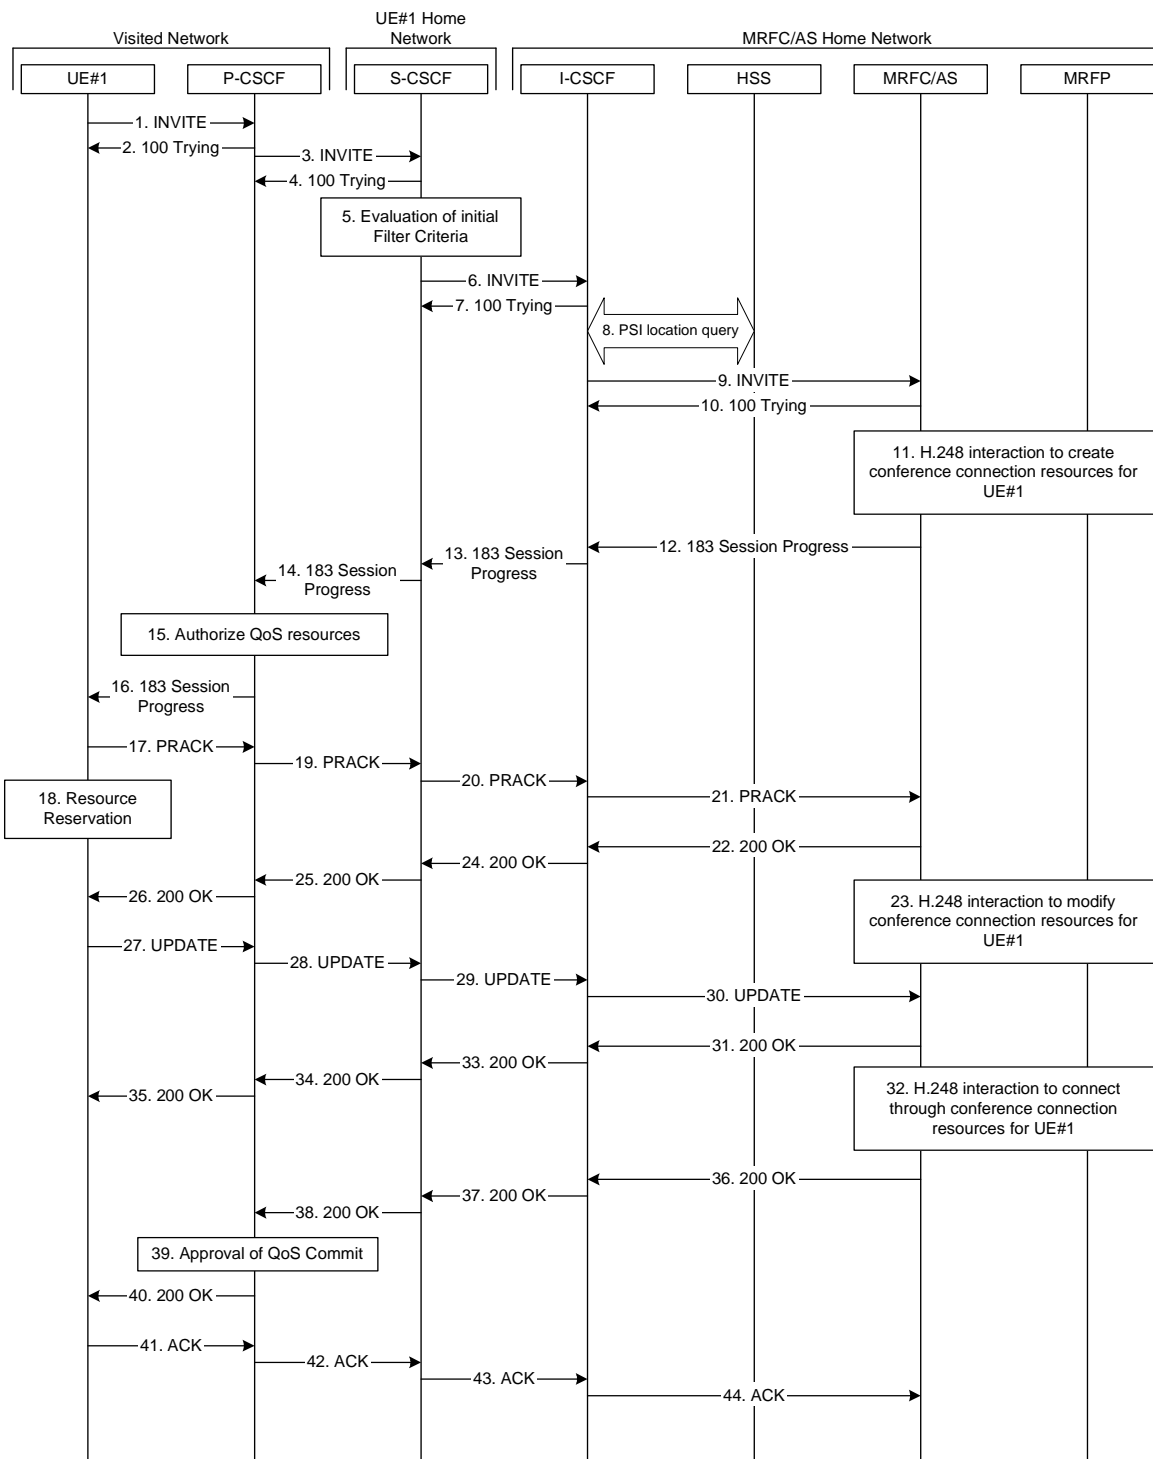 UE#1 Home
Network
Visited Network
MRFC/AS Home Network
UE#1
P-CSCF
S-CSCF
I-CSCF
HSS
MRFC/AS
MRFP
1. INVITE
2. 100 Trying
3. INVITE
4. 100 Trying
5. Evaluation of initial
Filter Criteria
6. INVITE
7. 100 Trying
8. PSI location query
9. INVITE
10. 100 Trying
11. H.248 interaction to create
conference connection resources for
UE#1
12. 183 Session Progress
13. 183 Session
Progress
14. 183 Session
Progress
15. Authorize QoS resources
16. 183 Session
Progress
17. PRACK
19. PRACK
20. PRACK
18. Resource
Reservation
21. PRACK
22. 200 OK
24. 200 OK
25. 200 OK
26. 200 OK
23. H.248 interaction to modify
conference connection resources for
UE#1
27. UPDATE
28. UPDATE
29. UPDATE
30. UPDATE
31. 200 OK
33. 200 OK
34. 200 OK
35. 200 OK
32. H.248 interaction to connect
through conference connection
resources for UE#1
36. 200 OK
37. 200 OK
38. 200 OK
39. Approval of QoS Commit
40. 200 OK
41. ACK
42. ACK
43. ACK
44. ACK